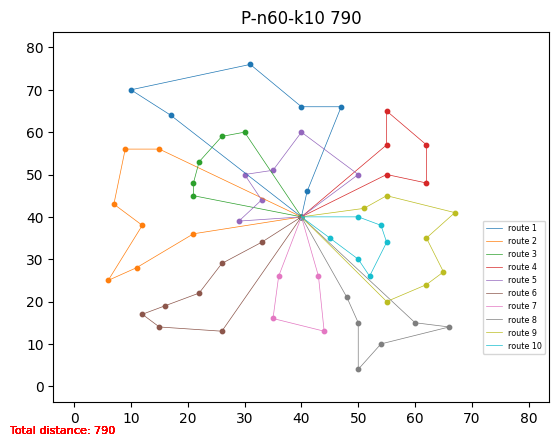 P-n60-k10 790
80
70
60
50
40
30
20
10
0
route 1
route 2
route 3
route 4
route 5
route 6
route 7
route 8
route 9
route 10
0 10 20 30 40 50 60 70 80
Total distance: 790